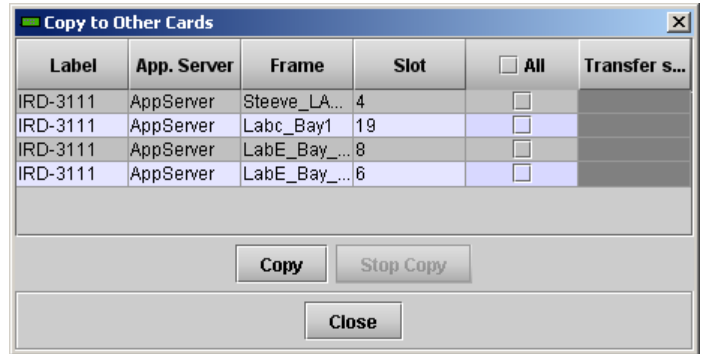 Copy to Other Cards
Label App. Server Frame Slot All Transfer s...
IRD-3111 AppServer Steeve_LA... 4
IRD-3111 AppServer Labc_Bay1 19
IRD-3111 AppServer LabE_Bay_... 8
IRD-3111 AppServer LabE_Bay_... 6
Copy Stop Copy
Close